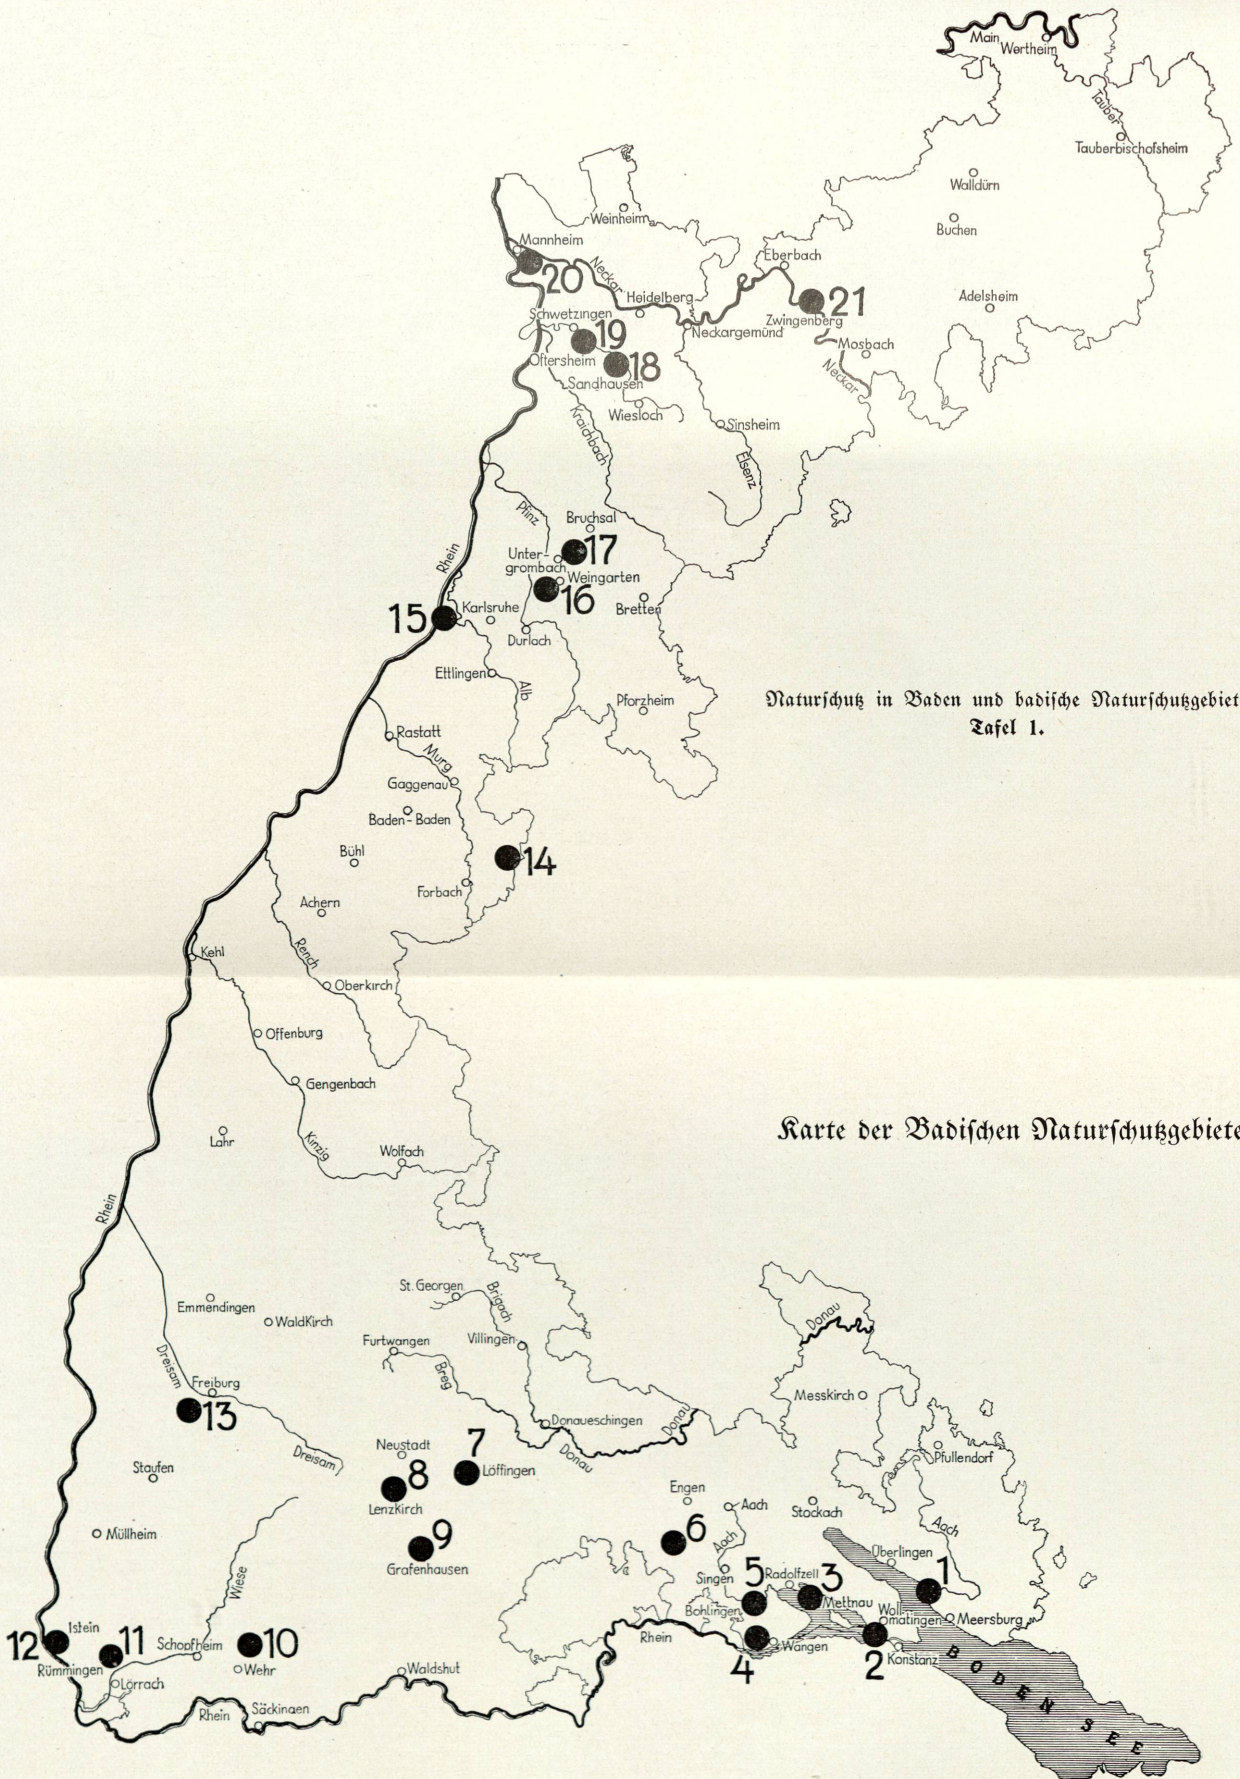 Main
Wertheim
Tauber
Tauberbischofsheim
Walldürn
Buchen
Weinheim
Mannheim
20
Neckar
Eberbach
Heidelberg
21
Adelsheim
Zwingenberg
Schwetzingen
19
Neckargemünd
Mosbach
Oftersheim
18
Sandhausen
Neckar
Wiesloch
Kraichbach
Sinsheim
Elsenz
Pfinz
Bruchsal
Rhein
17
Unter-
grombach
Weingarten
16
Bretten
15
Karlsruhe
Durlach
Ettlingen
Alb
Pforzheim
Naturschutz in Baden und badische Naturschutzgebiet
Tafel 1.
Rastatt
Murg
Gaggenau
Baden-Baden
Bühl
14
Forbach
Achern
Kehl
Rench
Oberkirch
Offenburg
Gengenbach
Karte der Badischen Naturschutzgebiete
Lahr
Kinzig
Wolfach
Rhein
St. Georgen
Brigach
Emmendingen
Waldkirch
Donau
Furtwangen
Villingen
Dreisam
Breg
Freiburg
13
Messkirch
Donaueschingen
Donau
Dreisam
Donau
Neustadt
7
Löffingen
Pfullendorf
Staufen
8
Lenzkirch
Engen
Aach
Stockach
Müllheim
9
Grafenhausen
6
Aach
Aach
Überlingen
Wiese
Singen
5
Radolfzell
3
1
Bohlingen
Mettnau
Woll-
matingen
Meersburg
12
Istein
11
Schopfheim
10
Rhein
4
Wangen
2
Konstanz
Rümmingen
Wehr
Lörrach
Waldshut
BODENSEE
Rhein
Säckingen